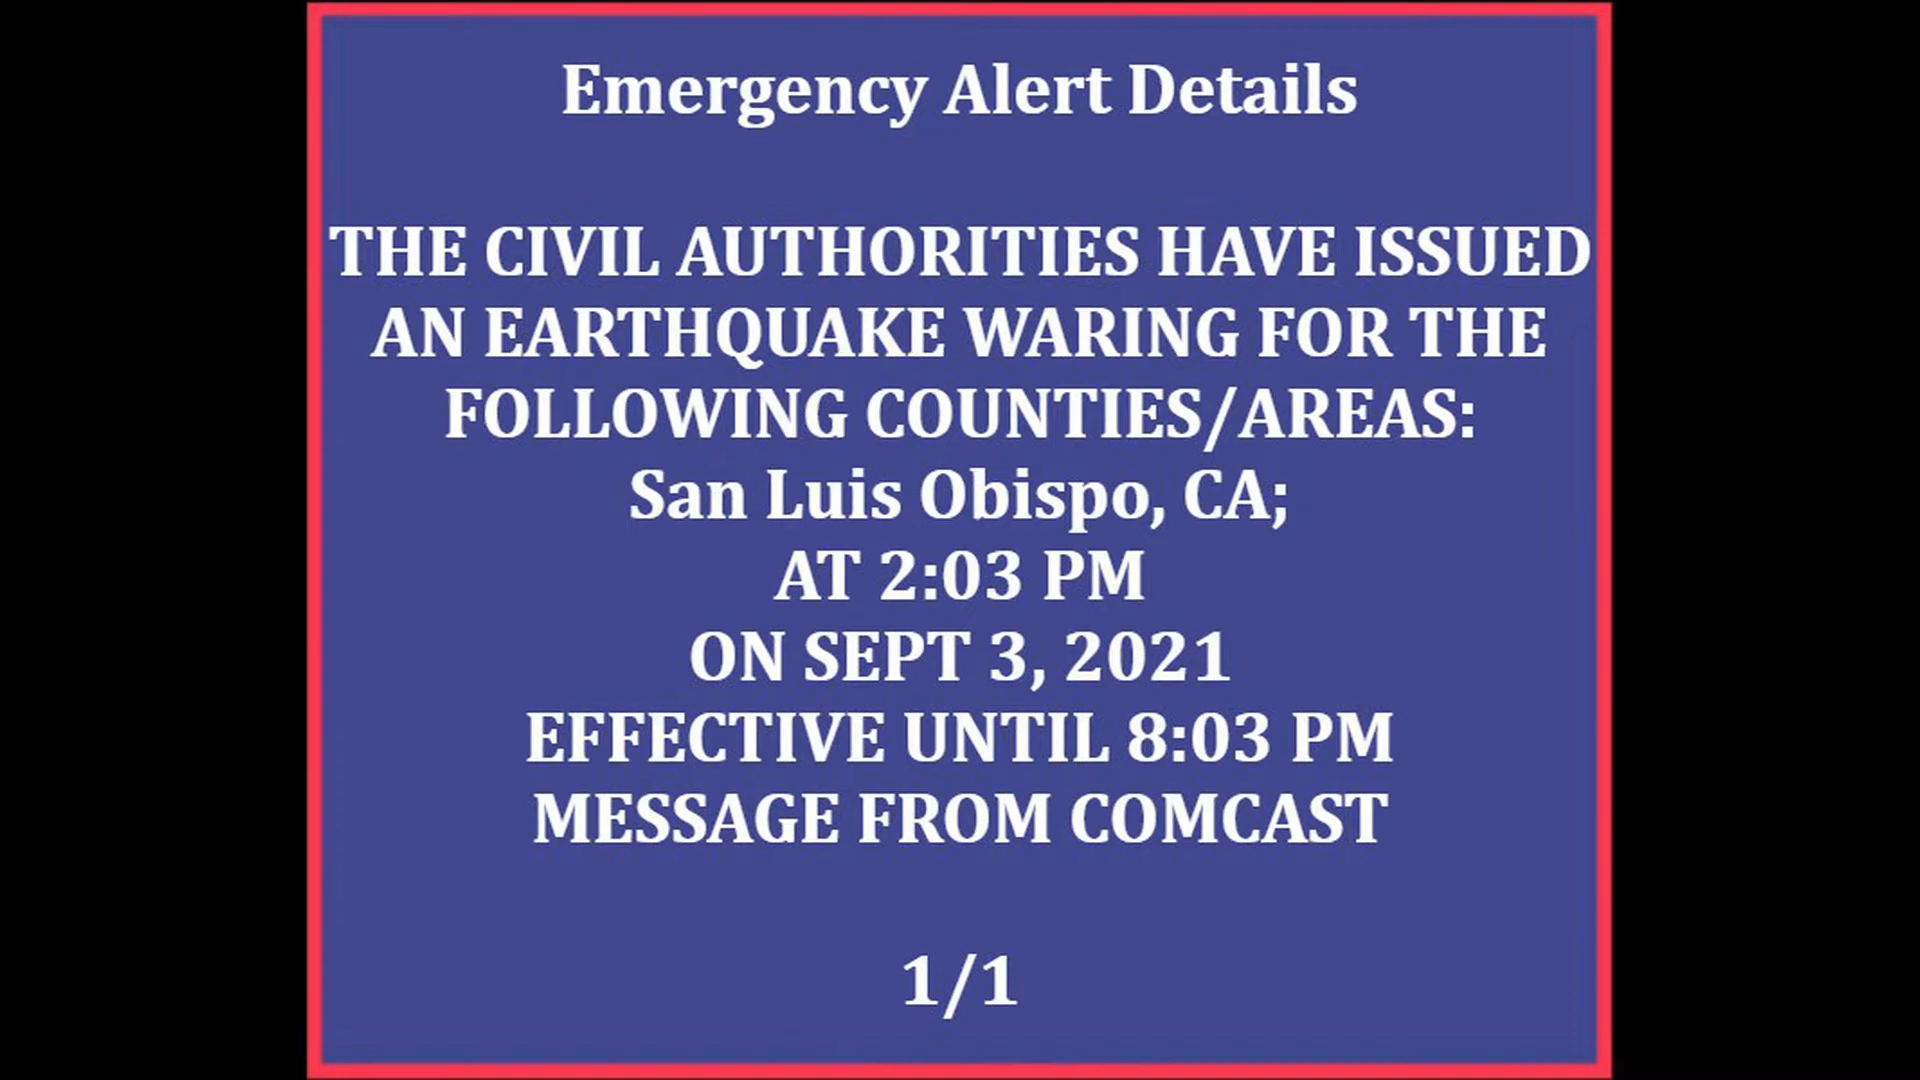 Emergency Alert Details
THE CIVIL AUTHORITIES HAVE ISSUED
AN EARTHQUAKE WARING FOR THE
FOLLOWING COUNTIES/AREAS:
San Luis Obispo, CA;
AT 2:03 PM
ON SEPT 3, 2021
EFFECTIVE UNTIL 8:03 PM
MESSAGE FROM COMCAST
1/1